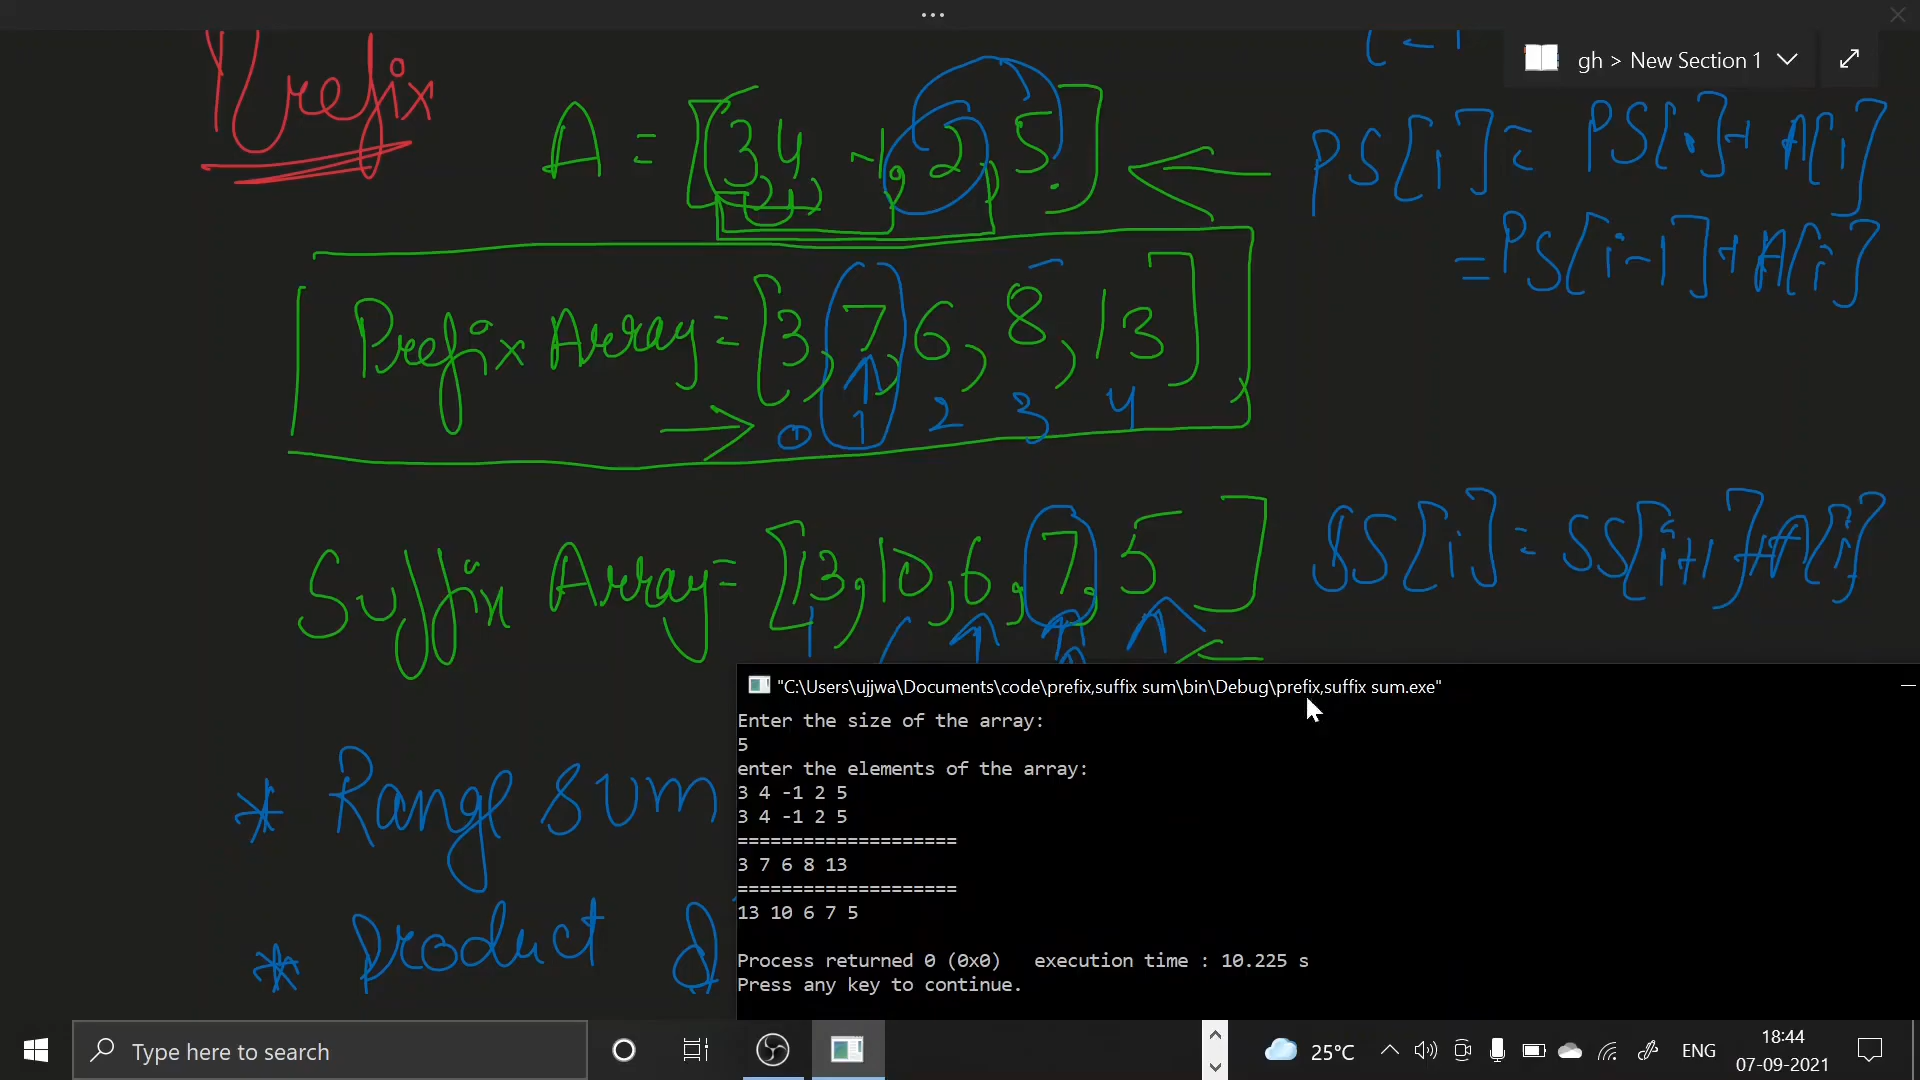 ...
Prefix
gh > New Section 1
A = [3, 4, -1, 2, 5]
PS[i] = PS[ ] + A[i]
= PS[i-1] + A[i]
Prefix Array = [3, 7, 6, 8, 13]
0 1 2 3 4
Suffix Array = [13, 10, 6, 7, 5]
SS[i] = SS[i+1] + A[i]
"C:\Users\ujjwa\Documents\code\prefix,suffix sum\bin\Debug\prefix,suffix sum.exe"
Enter the size of the array:
5
enter the elements of the array:
3 4 -1 2 5
3 4 -1 2 5
====================
3 7 6 8 13
====================
13 10 6 7 5
Process returned 0 (0x0)   execution time : 10.225 s
Press any key to continue.
* Range sum
* Product
Type here to search
25°C
ENG
18:44
07-09-2021